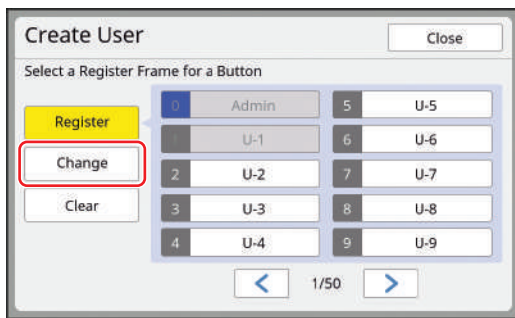 Create User
Close
Select a Register Frame for a Button
Register
Change
Clear
0 Admin
1 U-1
2 U-2
3 U-3
4 U-4
5 U-5
6 U-6
7 U-7
8 U-8
9 U-9
< 1/50 >